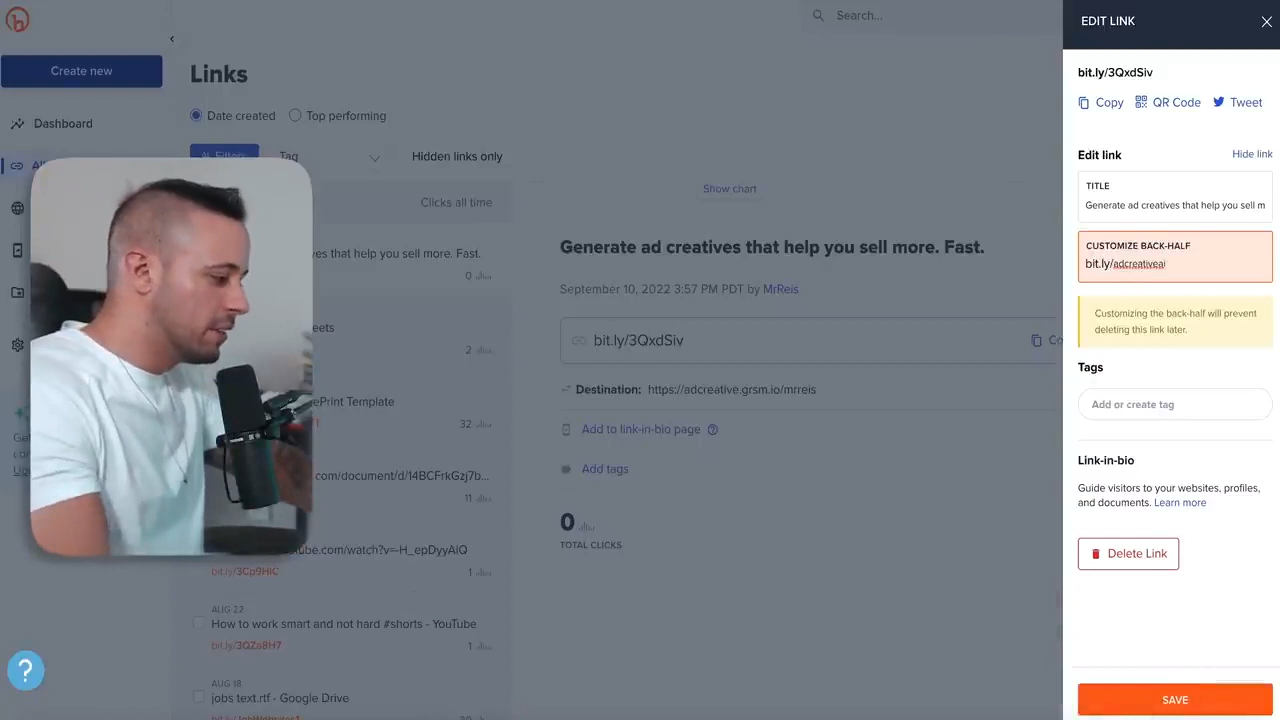 Search...
EDIT LINK
Create new
Links
bit.ly/3QxdSiv
Copy
QR Code
Tweet
Date created
Top performing
Dashboard
Tag
Hidden links only
Edit link
Hide link
Show chart
TITLE
Generate ad creatives that help you sell m
Clicks all time
CUSTOMIZE BACK-HALF
bit.ly/adcreativeai
es that help you sell more. Fast.
0
Generate ad creatives that help you sell more. Fast.
September 10, 2022 3:57 PM PDT by MrReis
Customizing the back-half will prevent
deleting this link later.
eets
2
bit.ly/3QxdSiv
Co
Tags
Destination: https://adcreative.grsm.io/mrreis
Add or create tag
ePrint Template
32
Add to link-in-bio page
Add tags
Link-in-bio
Guide visitors to your websites, profiles,
and documents. Learn more
.com/document/d/14BCFrkGzj7b...
11
0
TOTAL CLICKS
Delete Link
tube.com/watch?v=-H_epDyyAiQ
bit.ly/3Cp9HlC
1
AUG 22
How to work smart and not hard #shorts - YouTube
bit.ly/3QZa8H7
1
?
AUG 18
jobs text.rtf - Google Drive
SAVE